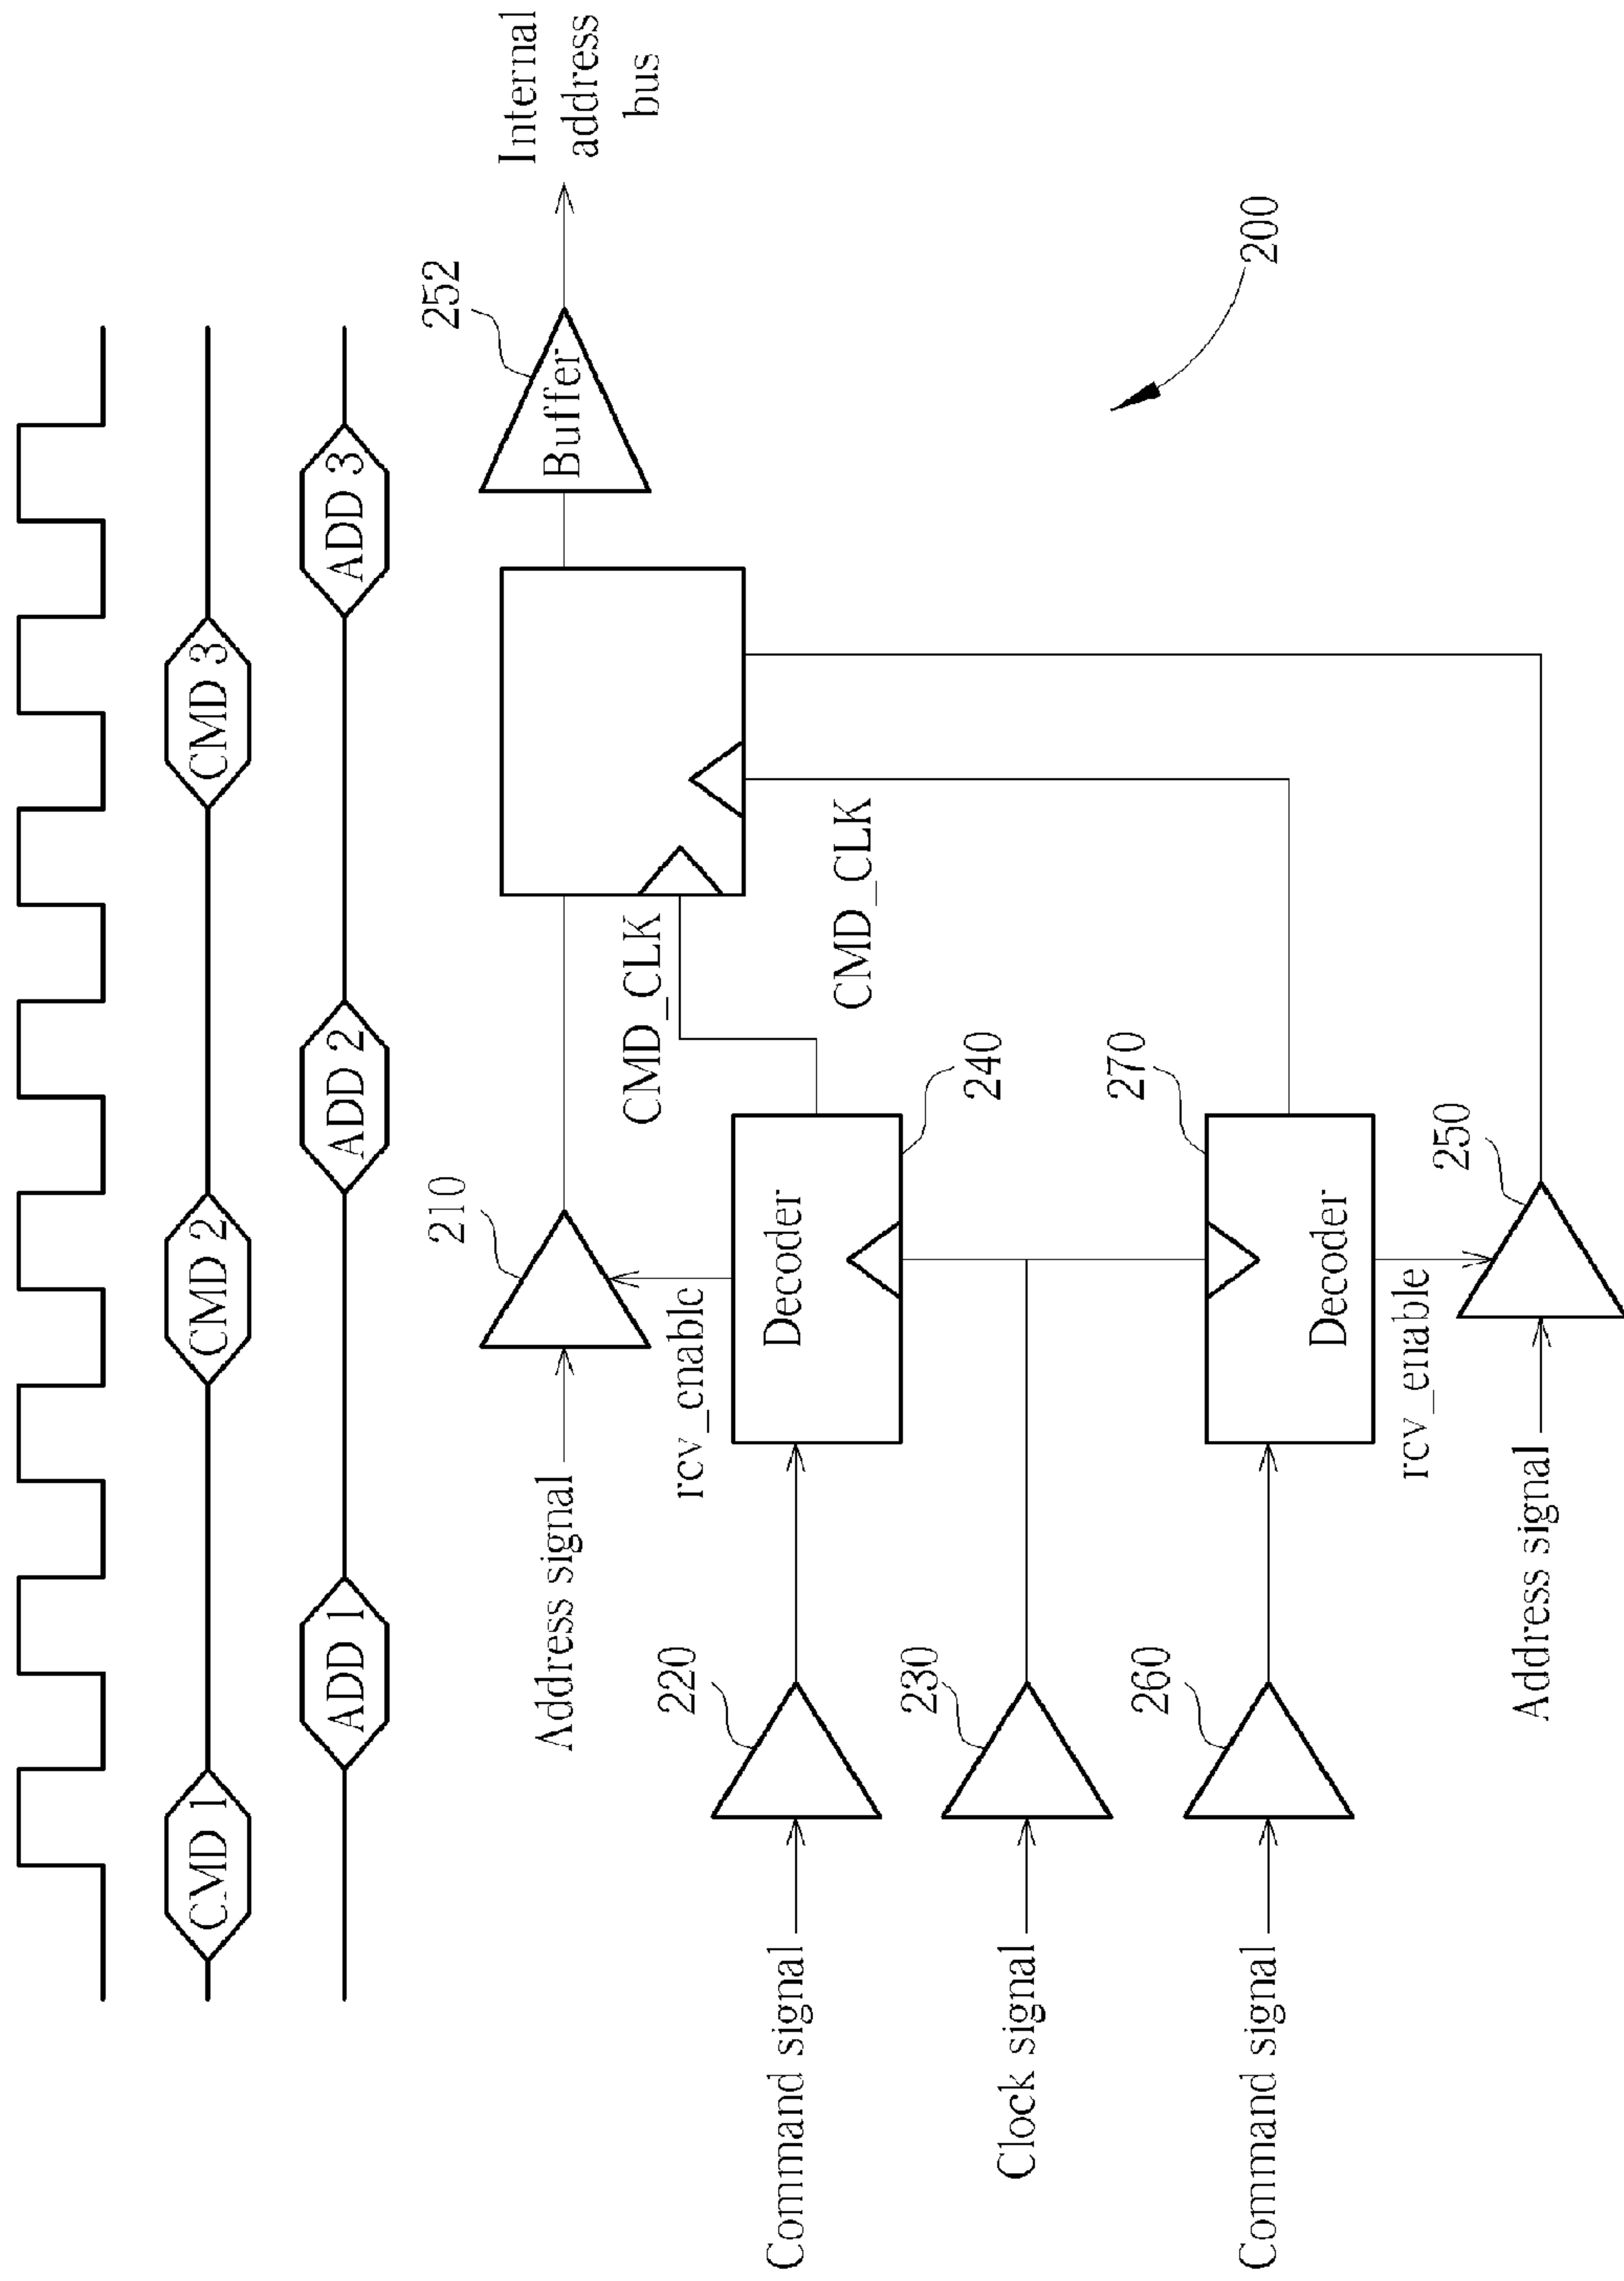 CMD 1
CMD 2
CMD 3
ADD 1
ADD 2
ADD 3
210
252
Address signal
Buffer
Internal
address
bus
rcv_enable
CMD_CLK
220
Decoder
Command signal
240
CMD_CLK
230
Clock signal
200
260
270
Command signal
Decoder
rcv_enable
250
Address signal